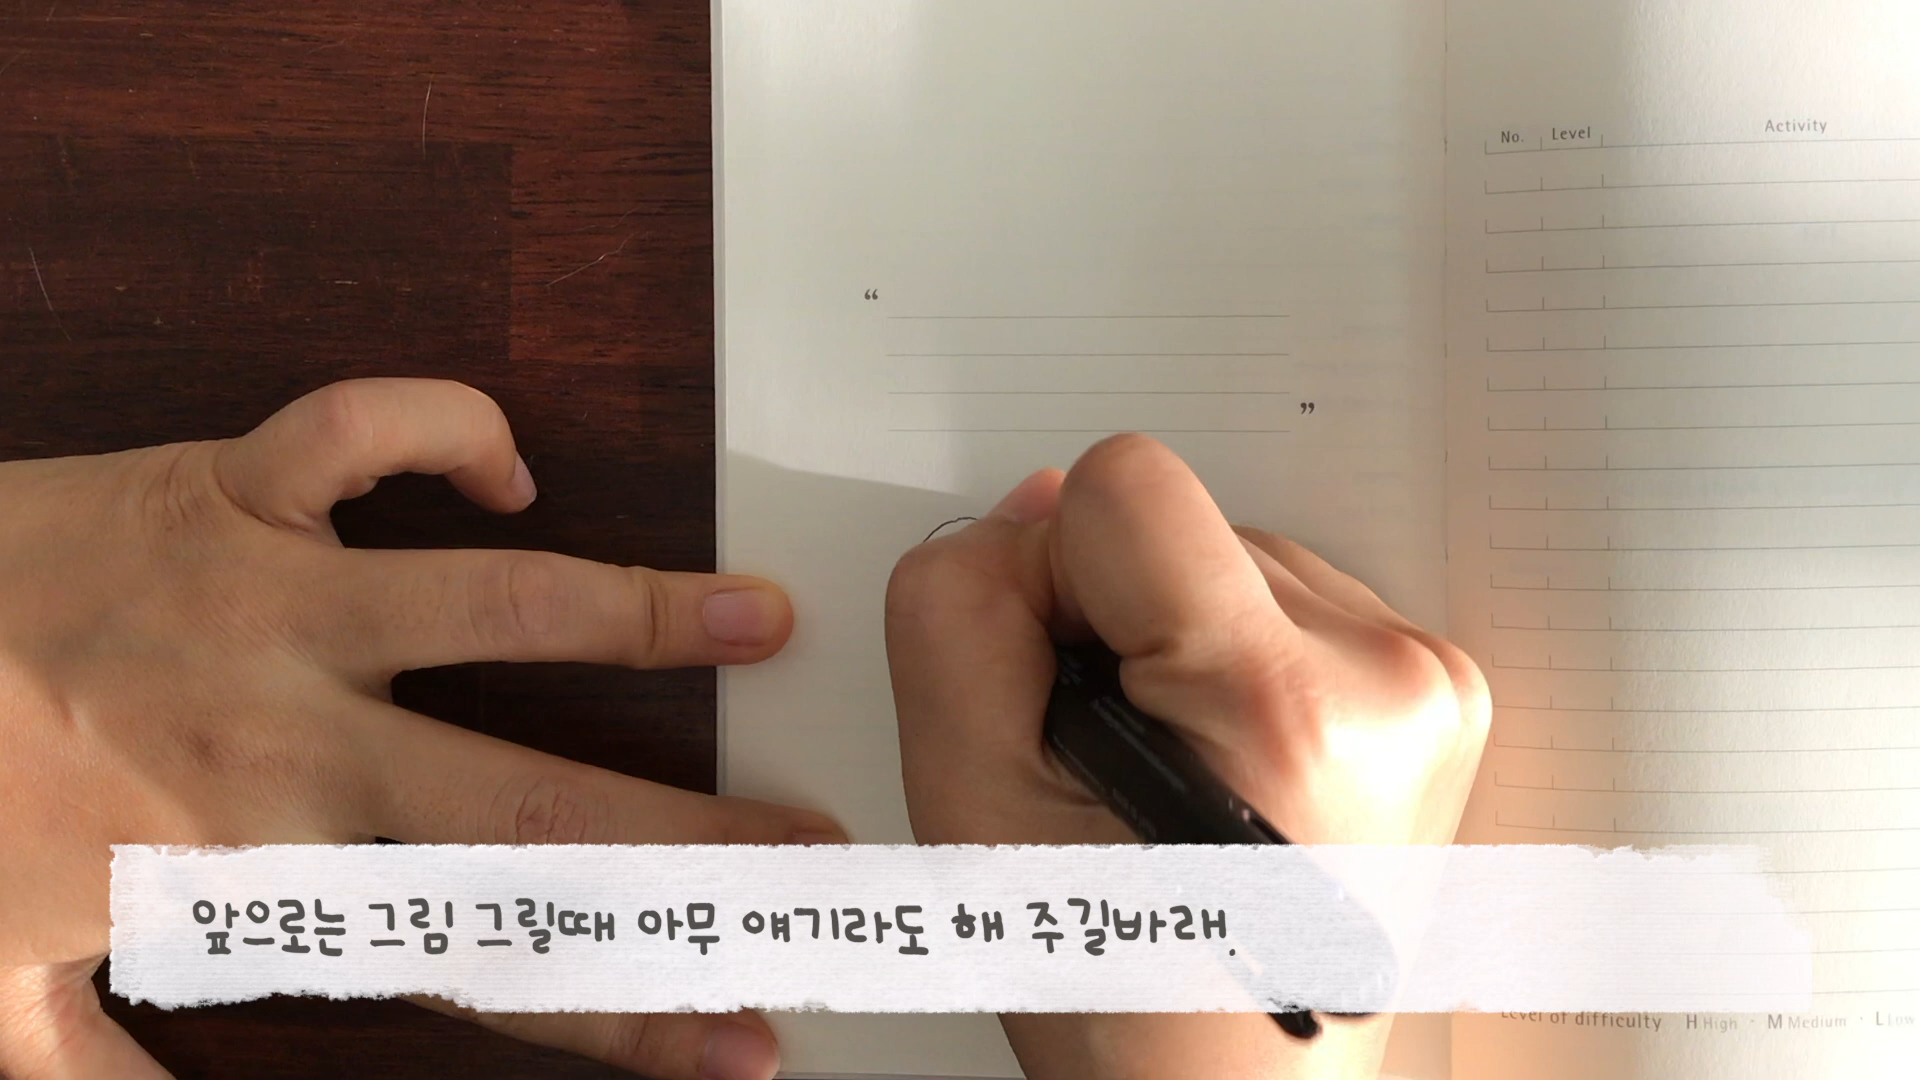 No. Level Activity
“
”
앞으로는 그림 그릴때 아무 얘기라도 해 주길바래.
Level of difficulty H High · M Medium · L Low